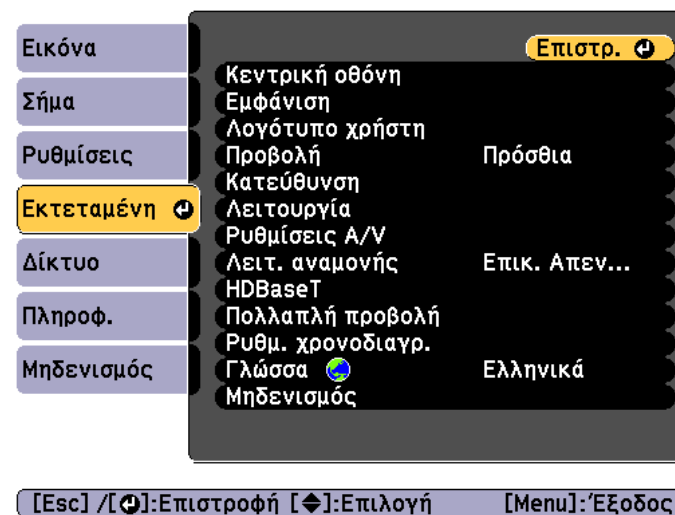 Εικόνα
Σήμα
Ρυθμίσεις
Εκτεταμένη
Δίκτυο
Πληροφ.
Μηδενισμός
Επιστρ.
Κεντρική οθόνη
Εμφάνιση
Λογότυπο χρήστη
Προβολή Πρόσθια
Κατεύθυνση
Λειτουργία
Ρυθμίσεις A/V
Λειτ. αναμονής Επικ. Απεν...
HDBaseT
Πολλαπλή προβολή
Ρυθμ. χρονοδιαγρ.
Γλώσσα Ελληνικά
Μηδενισμός
[Esc] /[⏎]:Επιστροφή [◆]:Επιλογή [Menu]:Έξοδος